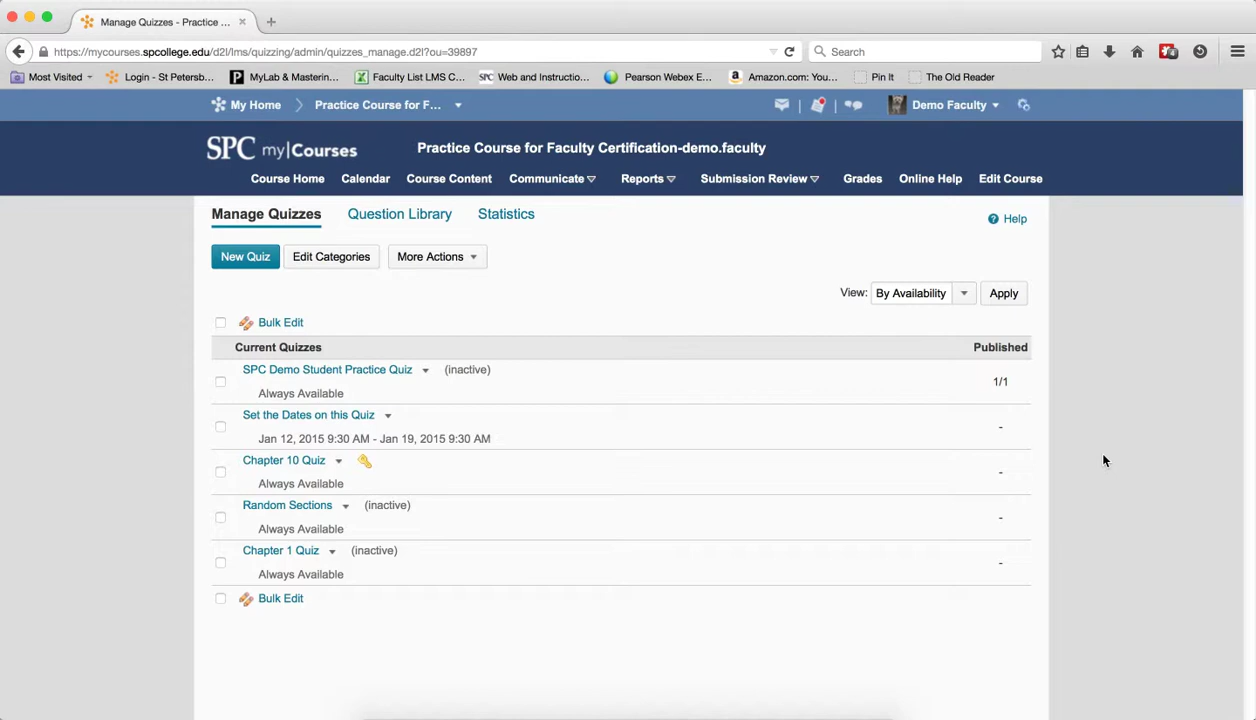 Manage Quizzes - Practice ...
https://mycourses.spcollege.edu/d2l/lms/quizzing/admin/quizzes_manage.d2l?ou=39897
Search
Most Visited
Login - St Petersb...
MyLab & Masterin...
Faculty List LMS C...
SPC Web and Instructio...
Pearson Webex E...
Amazon.com: You...
Pin It
The Old Reader
My Home
Practice Course for F...
Demo Faculty
SPC my|Courses
Practice Course for Faculty Certification-demo.faculty
Course Home
Calendar
Course Content
Communicate
Reports
Submission Review
Grades
Online Help
Edit Course
Manage Quizzes
Question Library
Statistics
Help
New Quiz
Edit Categories
More Actions
View: By Availability
Apply
Bulk Edit
Current Quizzes
Published
SPC Demo Student Practice Quiz (inactive)
1/1
Always Available
Set the Dates on this Quiz
-
Jan 12, 2015 9:30 AM - Jan 19, 2015 9:30 AM
Chapter 10 Quiz
-
Always Available
Random Sections (inactive)
-
Always Available
Chapter 1 Quiz (inactive)
-
Always Available
Bulk Edit